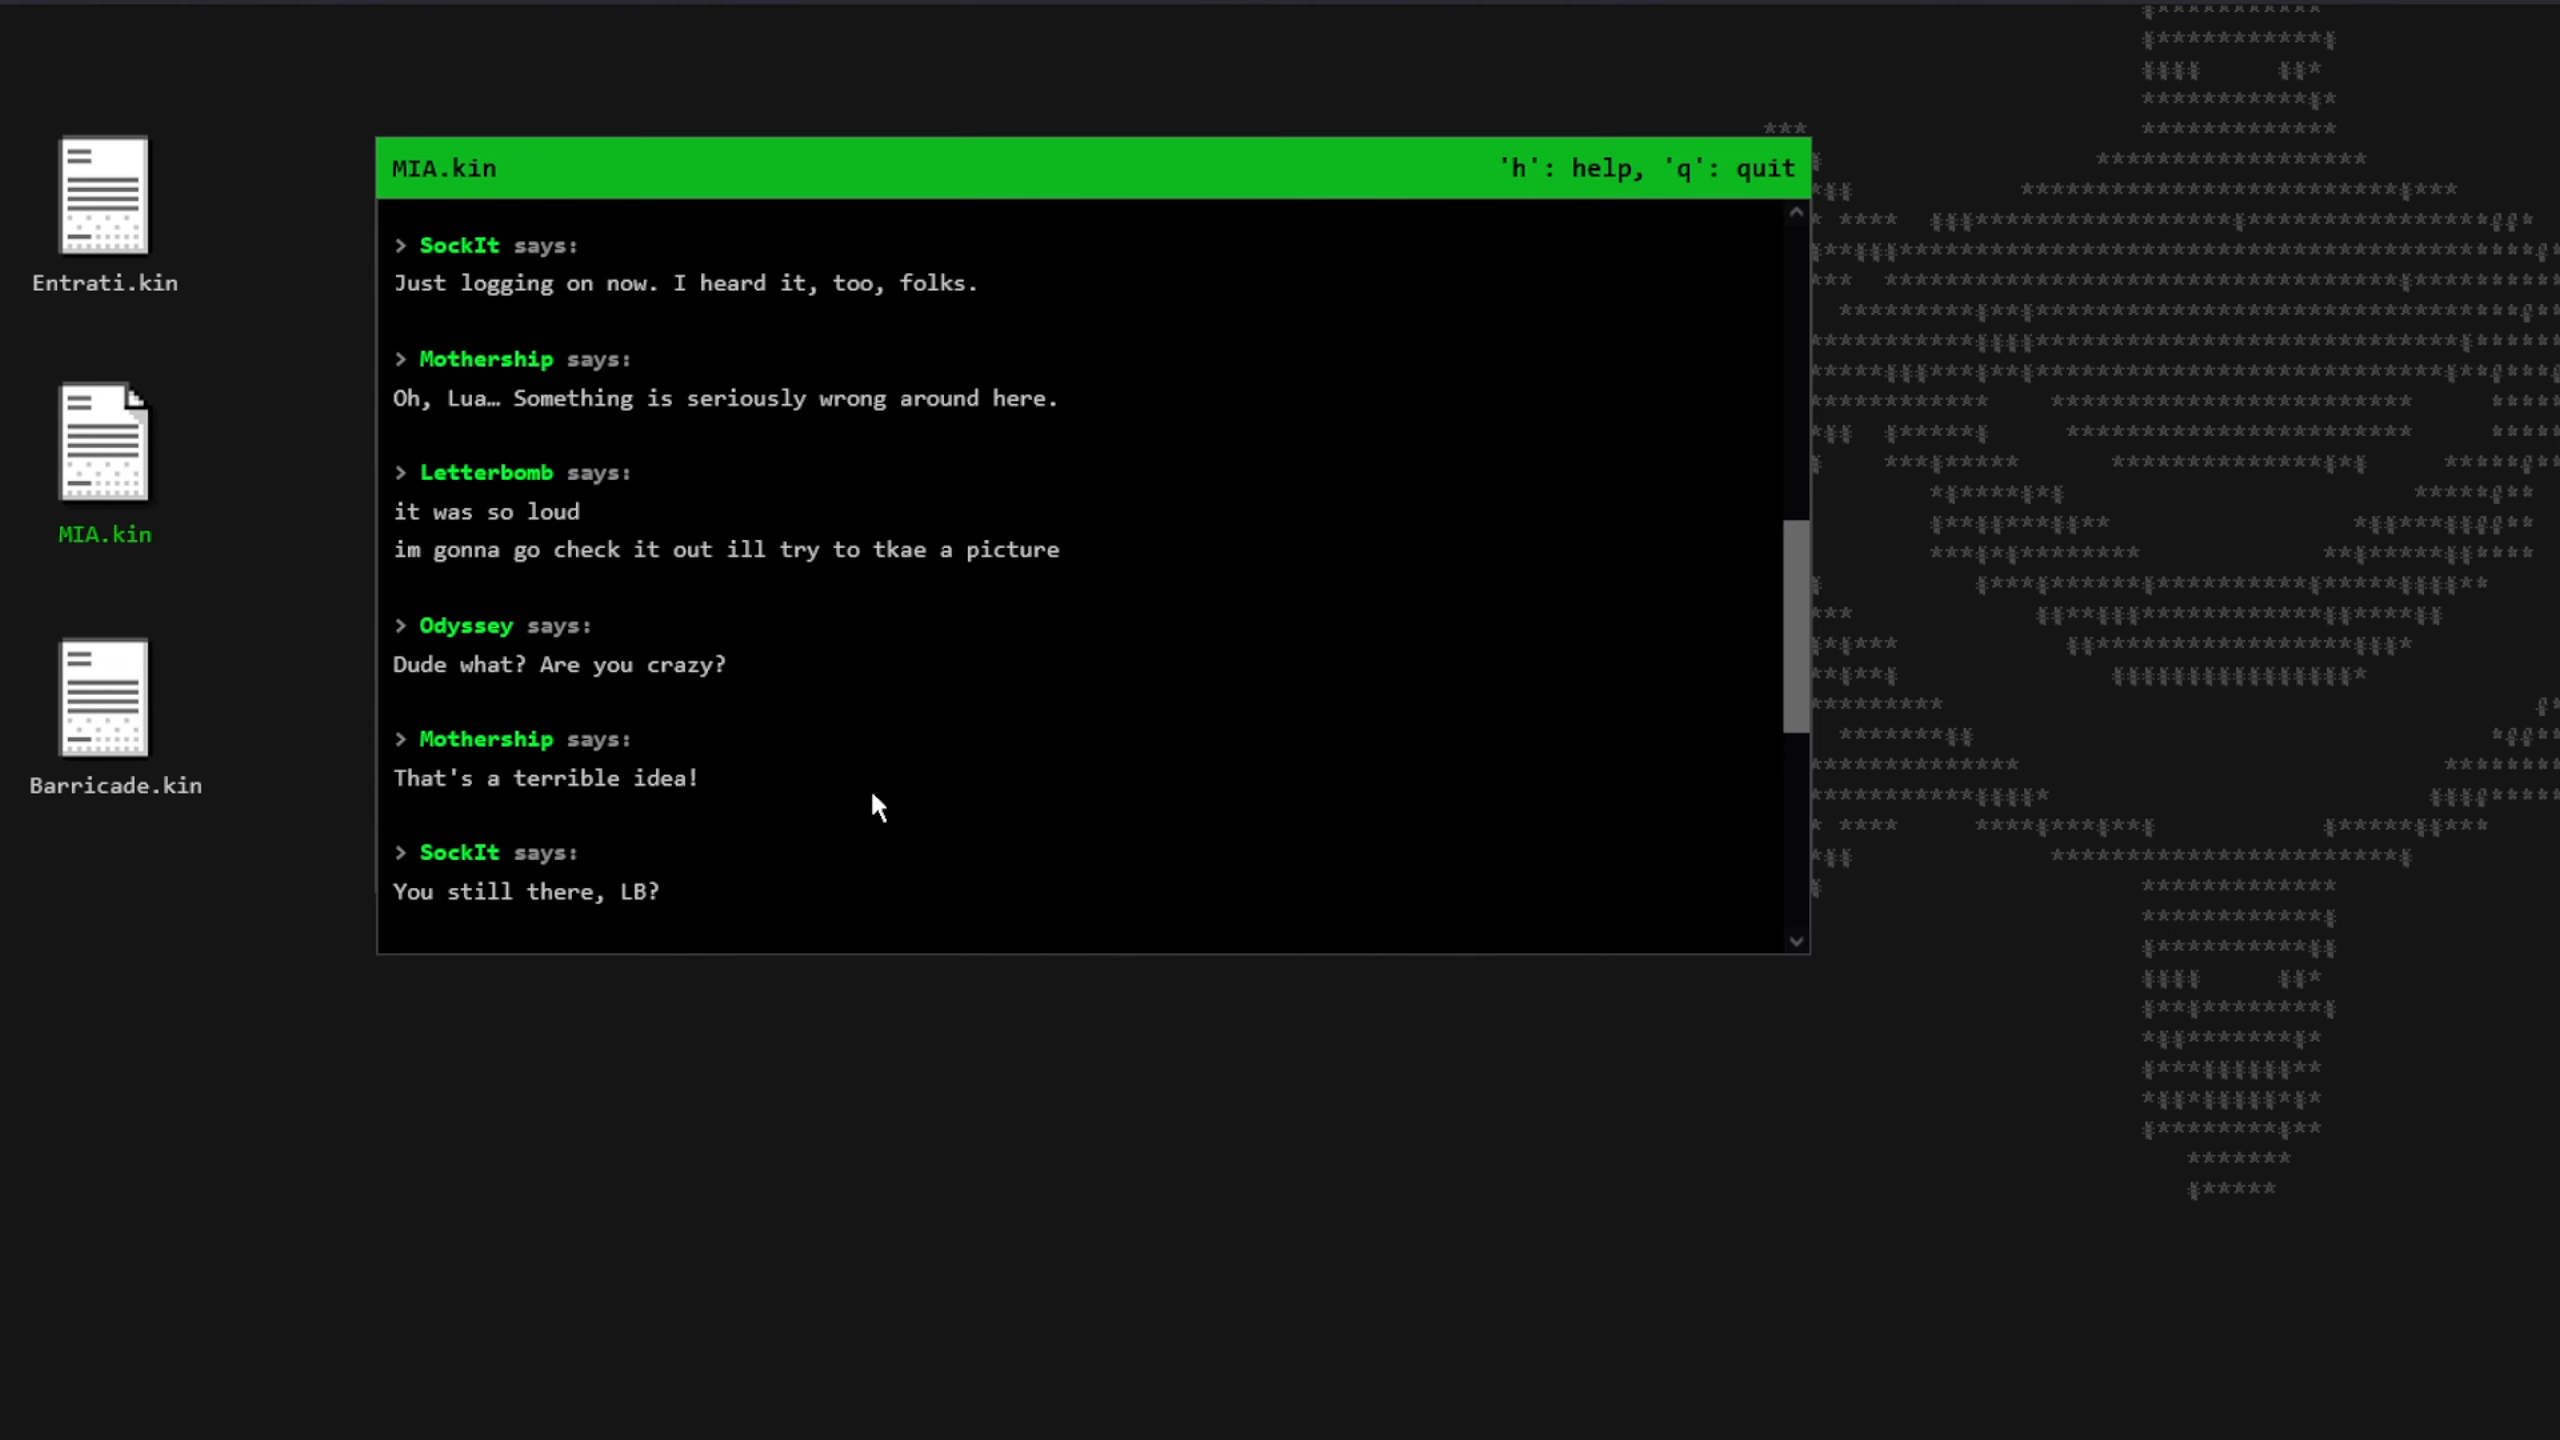 Entrati.kin
MIA.kin
Barricade.kin
MIA.kin 'h': help, 'q': quit
> SockIt says:
Just logging on now. I heard it, too, folks.
> Mothership says:
Oh, Lua… Something is seriously wrong around here.
> Letterbomb says:
it was so loud
im gonna go check it out ill try to tkae a picture
> Odyssey says:
Dude what? Are you crazy?
> Mothership says:
That's a terrible idea!
> SockIt says:
You still there, LB?